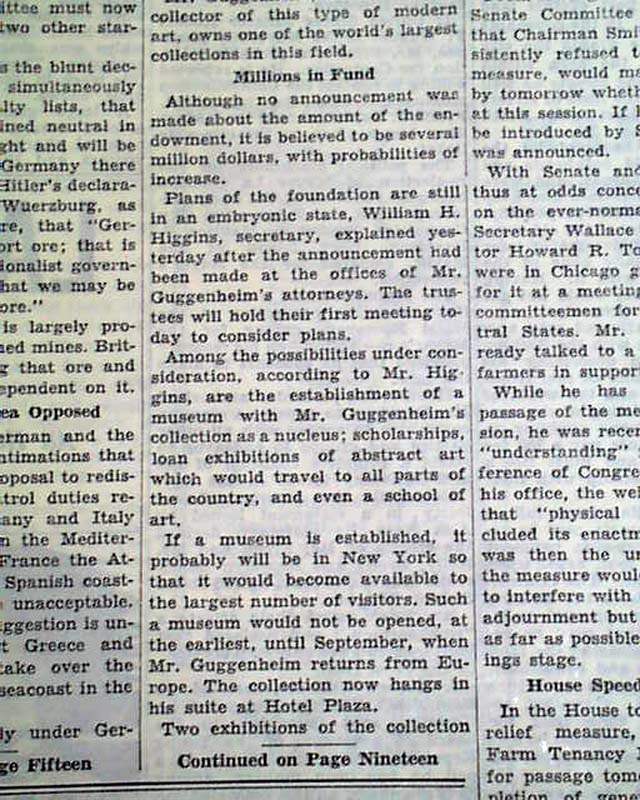 ittee must now
two other star-
s the blunt dec-
simultaneously
lty lists, that
ined neutral in
ght and will be
Germany there
Hitler's declara-
Wuerzburg, as
re, that "Ger-
ort ore; that is
ionalist govern-
hat we may be
ore."
is largely pro-
ned mines. Brit-
g that ore and
ependent on it.
ea Opposed
erman and the
ntimations that
oposal to redis-
trol duties re-
any and Italy
n the Mediter-
France the At-
Spanish coast-
unacceptable.
ggestion is un-
t Greece and
take over the
seacoast in the
ly under Ger-
ge Fifteen
collector of this type of modern
art, owns one of the world's largest
collections in this field.
Millions in Fund
Although no announcement was
made about the amount of the en-
dowment, it is believed to be several
million dollars, with probabilities of
increase.
Plans of the foundation are still
in an embryonic state, William H.
Higgins, secretary, explained yes-
terday after the announcement had
been made at the offices of Mr.
Guggenheim's attorneys. The trus-
tees will hold their first meeting to-
day to consider plans.
Among the possibilities under con-
sideration, according to Mr. Hig-
gins, are the establishment of a
museum with Mr. Guggenheim's
collection as a nucleus; scholarships,
loan exhibitions of abstract art
which would travel to all parts of
the country, and even a school of
art.
If a museum is established, it
probably will be in New York so
that it would become available to
the largest number of visitors. Such
a museum would not be opened, at
the earliest, until September, when
Mr. Guggenheim returns from Eu-
rope. The collection now hangs in
his suite at Hotel Plaza.
Two exhibitions of the collection
Continued on Page Nineteen
Senate Committee
that Chairman Smi
sistently refused t
measure, would m
by tomorrow wheth
at this session. If
be introduced by S
was announced.
With Senate and
thus at odds conc
on the ever-norm
Secretary Wallace
tor Howard R. To
were in Chicago g
for it at a meeting
committeemen for
tral States. Mr.
ready talked to a
farmers in suppor
While he has
passage of the me
sion, he was recen
"understanding"
ference of Congre
his office, the wei
that "physical
cluded its enactm
was then the un
the measure woul
to interfere with
adjournment but
as far as possible
ings stage.
House Speed
In the House to
relief measure,
Farm Tenancy
for passage tom
pletion of gene